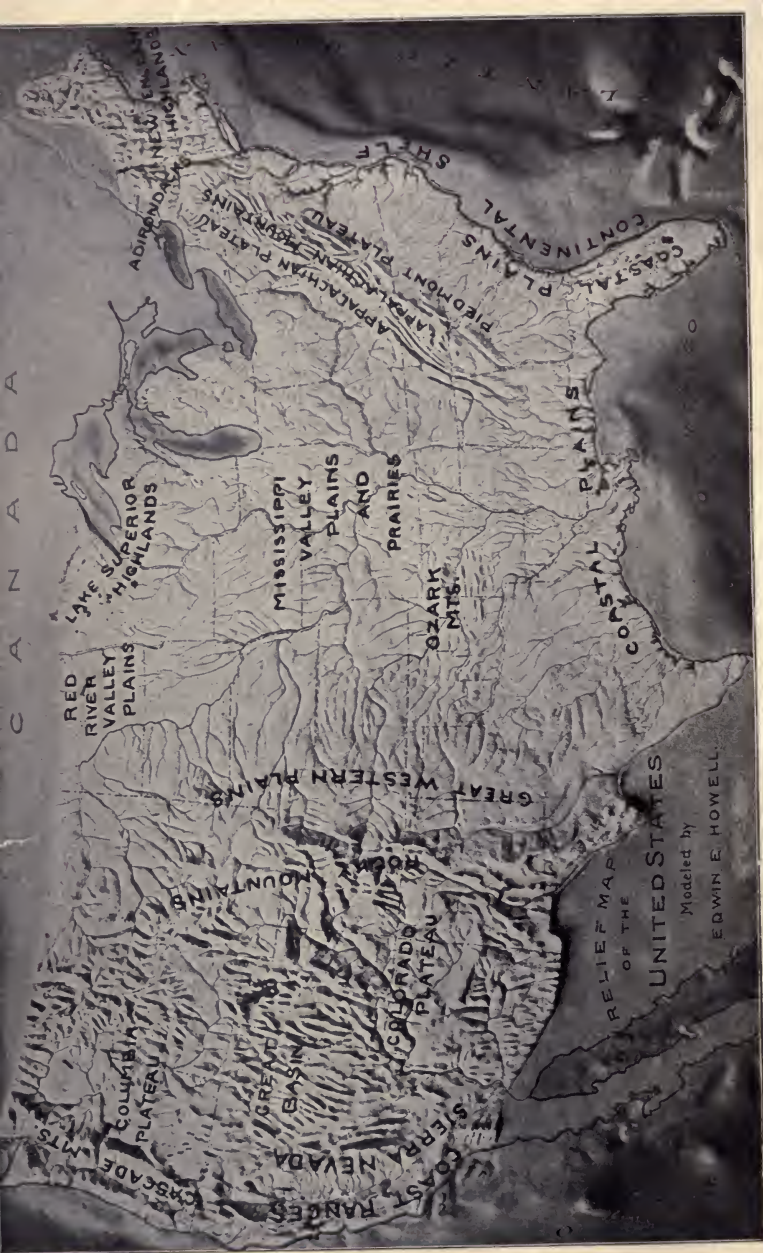 CANADA
RED
RIVER
VALLEY
PLAINS
LAKE SUPERIOR
HIGHLANDS
ADIRONDACKS
NEW ENGLAND
HIGHLANDS
CASCADE MTS.
COLUMBIA
PLATEAU
ROCKY MOUNTAINS
GREAT WESTERN PLAINS
MISSISSIPPI
VALLEY
PLAINS
AND
PRAIRIES
APPALACHIAN PLATEAU
APPALACHIAN MOUNTAINS
PIEDMONT PLATEAU
GREAT
BASIN
SIERRA NEVADA
COAST RANGES
COLORADO
PLATEAU
OZARK
MTS.
COASTAL PLAINS
COASTAL PLAINS
CONTINENTAL SHELF
RELIEF MAP
OF THE
UNITED STATES
Modeled by
EDWIN E. HOWELL